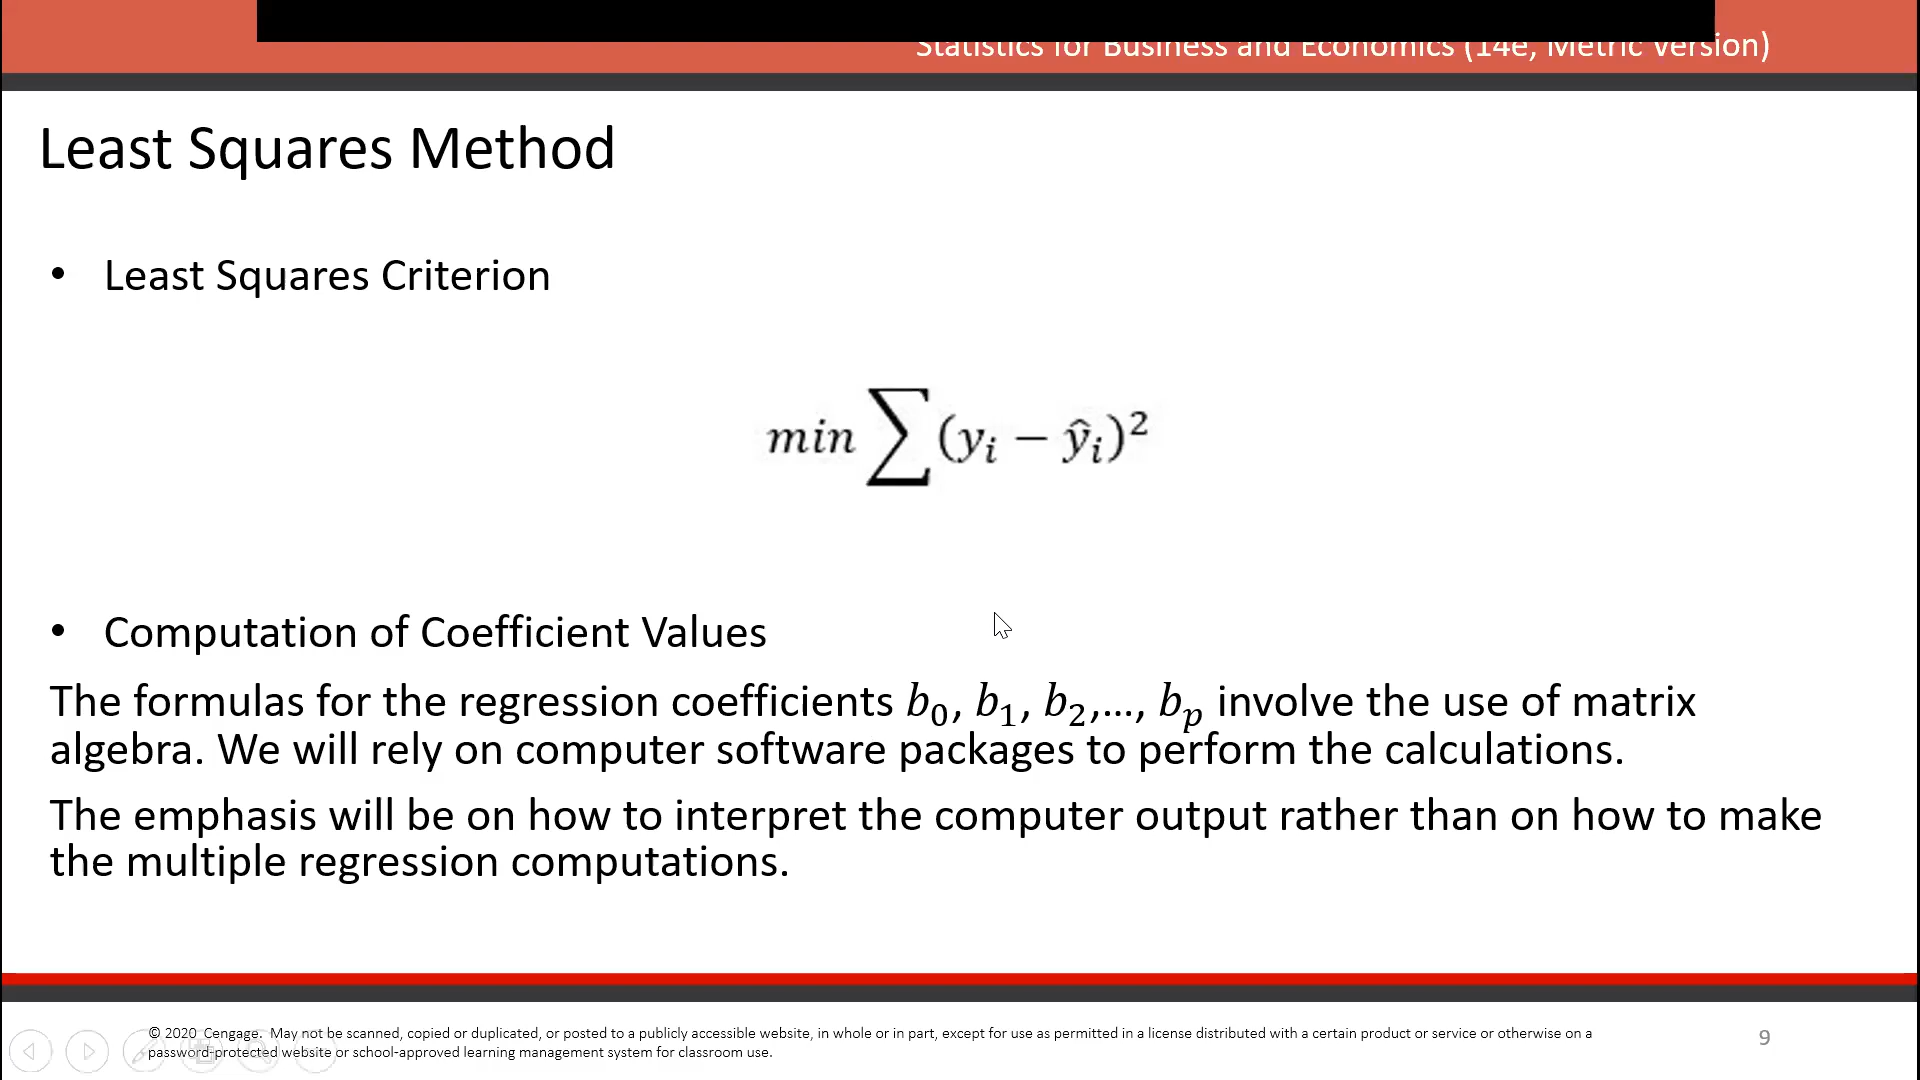 Statistics for Business and Economics (14e, Metric Version)
Least Squares Method
• Least Squares Criterion
min ∑(yᵢ − ŷᵢ)²
• Computation of Coefficient Values
The formulas for the regression coefficients b₀, b₁, b₂,..., bₚ involve the use of matrix
algebra. We will rely on computer software packages to perform the calculations.
The emphasis will be on how to interpret the computer output rather than on how to make
the multiple regression computations.
© 2020 Cengage. May not be scanned, copied or duplicated, or posted to a publicly accessible website, in whole or in part, except for use as permitted in a license distributed with a certain product or service or otherwise on a
password-protected website or school-approved learning management system for classroom use.
9